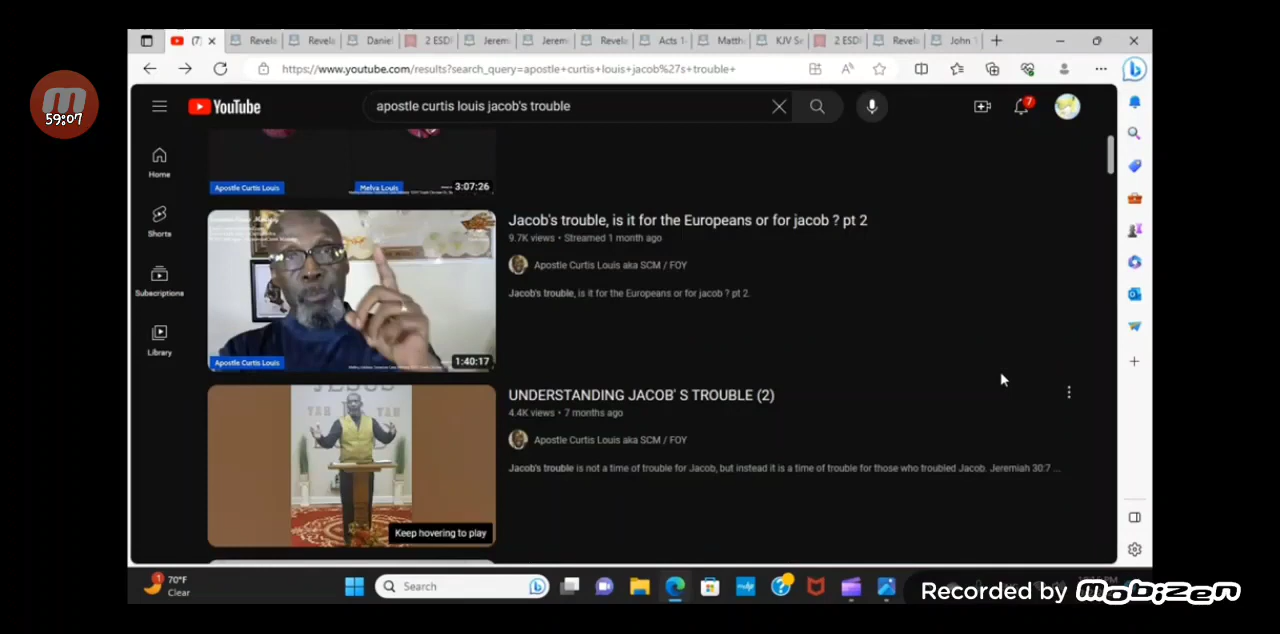 (7)
Revela
Revela
Daniel
2 ESD
Jerem
Jerem
Revela
Acts 1
Matth
KJV Se
2 ESD
Revela
John
https://www.youtube.com/results?search_query=apostle+curtis+louis+jacob%27s+trouble+
59:07
YouTube
apostle curtis louis jacob's trouble
7
Home
Shorts
Subscriptions
Library
Apostle Curtis Louis
Melva Louis
3:07:26
Jacob's trouble, is it for the Europeans or for jacob ? pt 2
9.7K views • Streamed 1 month ago
Apostle Curtis Louis aka SCM / FOY
Jacob's trouble, is it for the Europeans or for jacob ? pt 2.
Apostle Curtis Louis
1:40:17
UNDERSTANDING JACOB' S TROUBLE (2)
4.4K views • 7 months ago
Apostle Curtis Louis aka SCM / FOY
Jacob's trouble is not a time of trouble for Jacob, but instead it is a time of trouble for those who troubled Jacob. Jeremiah 30:7 ...
JESUS
YAH
Keep hovering to play
1
70°F
Clear
Search
Recorded by mobizen